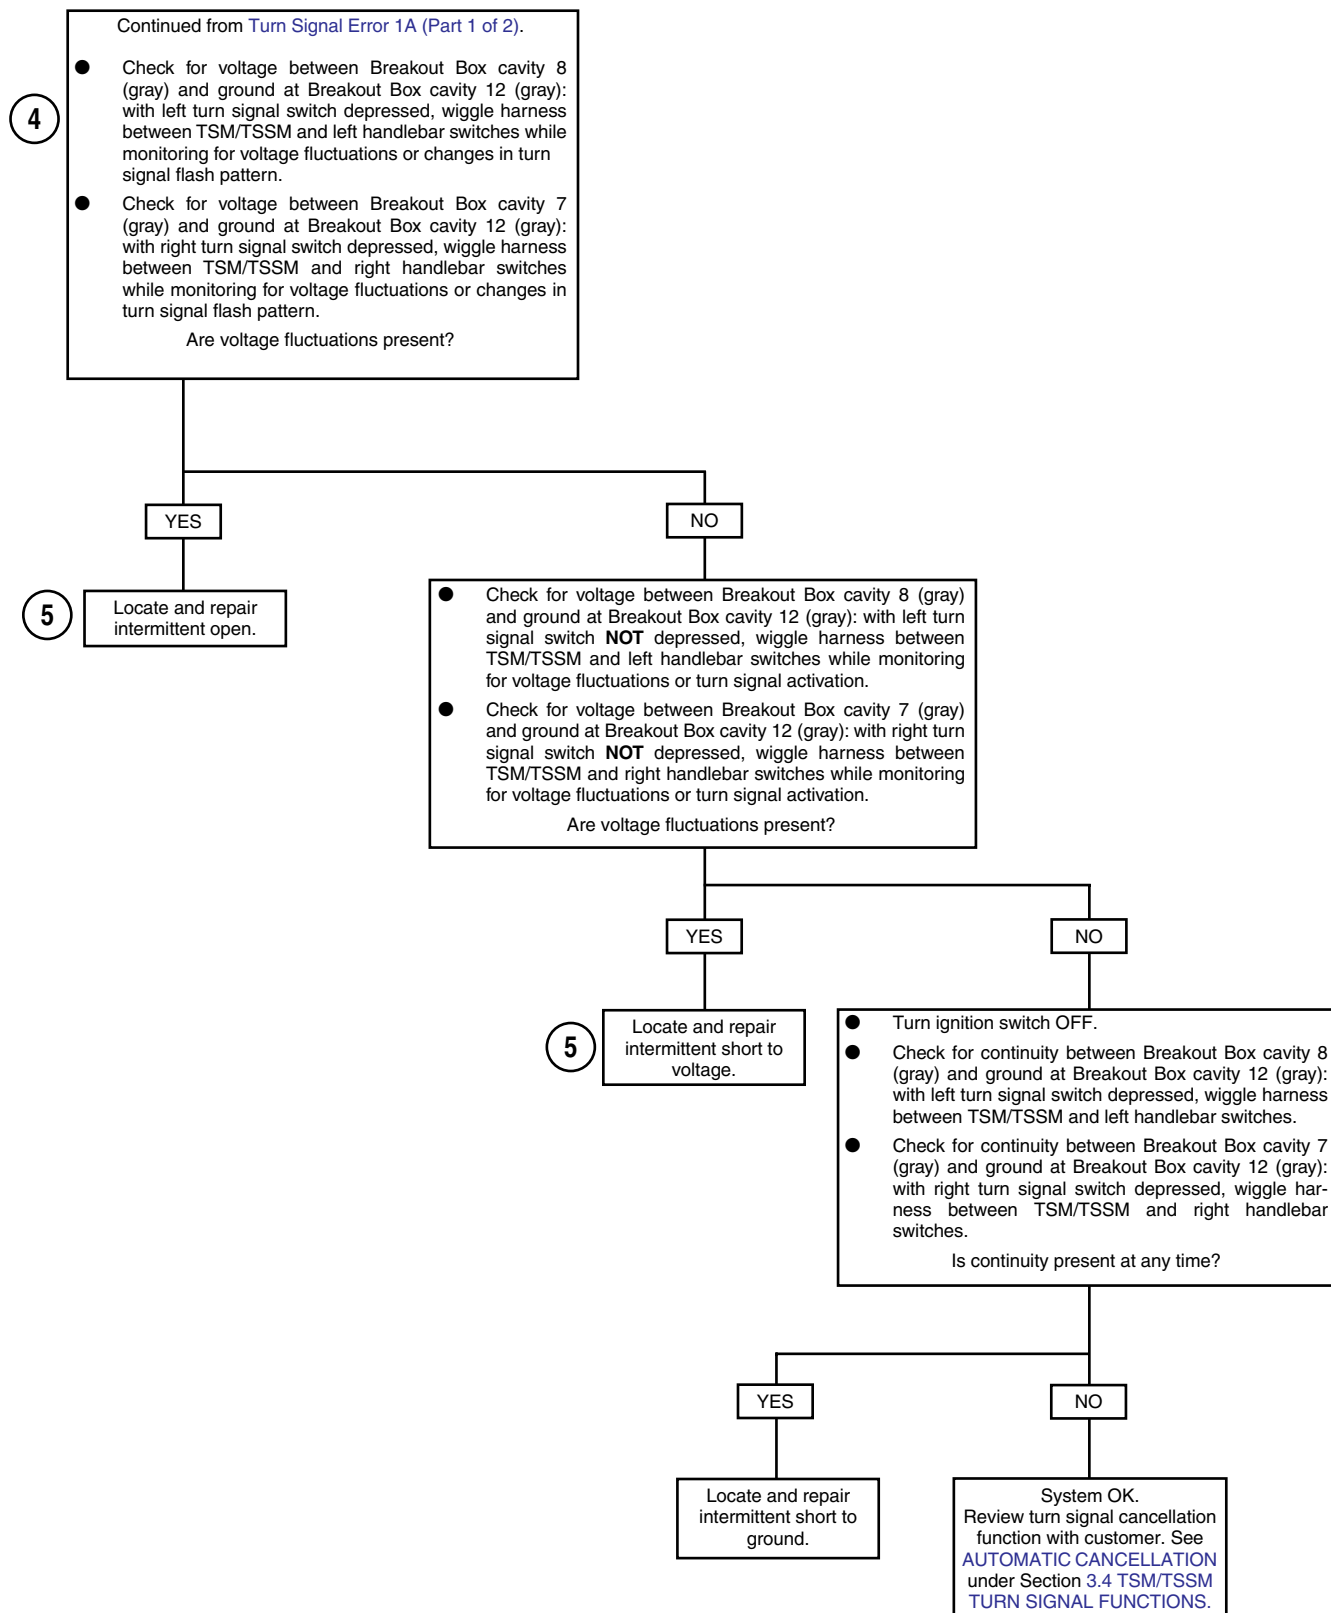 Continued from Turn Signal Error 1A (Part 1 of 2).
● Check for voltage between Breakout Box cavity 8
(gray) and ground at Breakout Box cavity 12 (gray):
with left turn signal switch depressed, wiggle harness
between TSM/TSSM and left handlebar switches while
monitoring for voltage fluctuations or changes in turn
signal flash pattern.
4
● Check for voltage between Breakout Box cavity 7
(gray) and ground at Breakout Box cavity 12 (gray):
with right turn signal switch depressed, wiggle harness
between TSM/TSSM and right handlebar switches
while monitoring for voltage fluctuations or changes in
turn signal flash pattern.
Are voltage fluctuations present?
YES
NO
5
Locate and repair
intermittent open.
● Check for voltage between Breakout Box cavity 8 (gray)
and ground at Breakout Box cavity 12 (gray): with left turn
signal switch NOT depressed, wiggle harness between
TSM/TSSM and left handlebar switches while monitoring
for voltage fluctuations or turn signal activation.
● Check for voltage between Breakout Box cavity 7 (gray)
and ground at Breakout Box cavity 12 (gray): with right turn
signal switch NOT depressed, wiggle harness between
TSM/TSSM and right handlebar switches while monitoring
for voltage fluctuations or turn signal activation.
Are voltage fluctuations present?
YES
NO
5
Locate and repair
intermittent short to
voltage.
● Turn ignition switch OFF.
● Check for continuity between Breakout Box cavity 8
(gray) and ground at Breakout Box cavity 12 (gray):
with left turn signal switch depressed, wiggle harness
between TSM/TSSM and left handlebar switches.
● Check for continuity between Breakout Box cavity 7
(gray) and ground at Breakout Box cavity 12 (gray):
with right turn signal switch depressed, wiggle har-
ness between TSM/TSSM and right handlebar
switches.
Is continuity present at any time?
YES
NO
Locate and repair
intermittent short to
ground.
System OK.
Review turn signal cancellation
function with customer. See
AUTOMATIC CANCELLATION
under Section 3.4 TSM/TSSM
TURN SIGNAL FUNCTIONS.